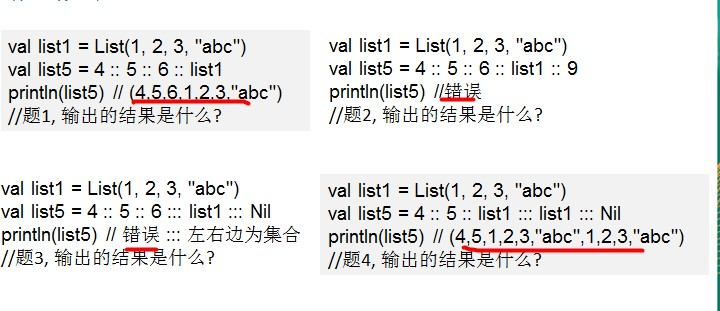 val list1 = List(1, 2, 3, "abc")
val list5 = 4 :: 5 :: 6 :: list1
println(list5) // (4,5,6,1,2,3,"abc")
//题1, 输出的结果是什么?
val list1 = List(1, 2, 3, "abc")
val list5 = 4 :: 5 :: 6 :: list1 :: 9
println(list5) //错误
//题2, 输出的结果是什么?
val list1 = List(1, 2, 3, "abc")
val list5 = 4 :: 5 :: 6 ::: list1 ::: Nil
println(list5) // 错误 ::: 左右边为集合
//题3, 输出的结果是什么?
val list1 = List(1, 2, 3, "abc")
val list5 = 4 :: 5 :: list1 ::: list1 ::: Nil
println(list5) // (4,5,1,2,3,"abc",1,2,3,"abc")
//题4, 输出的结果是什么?